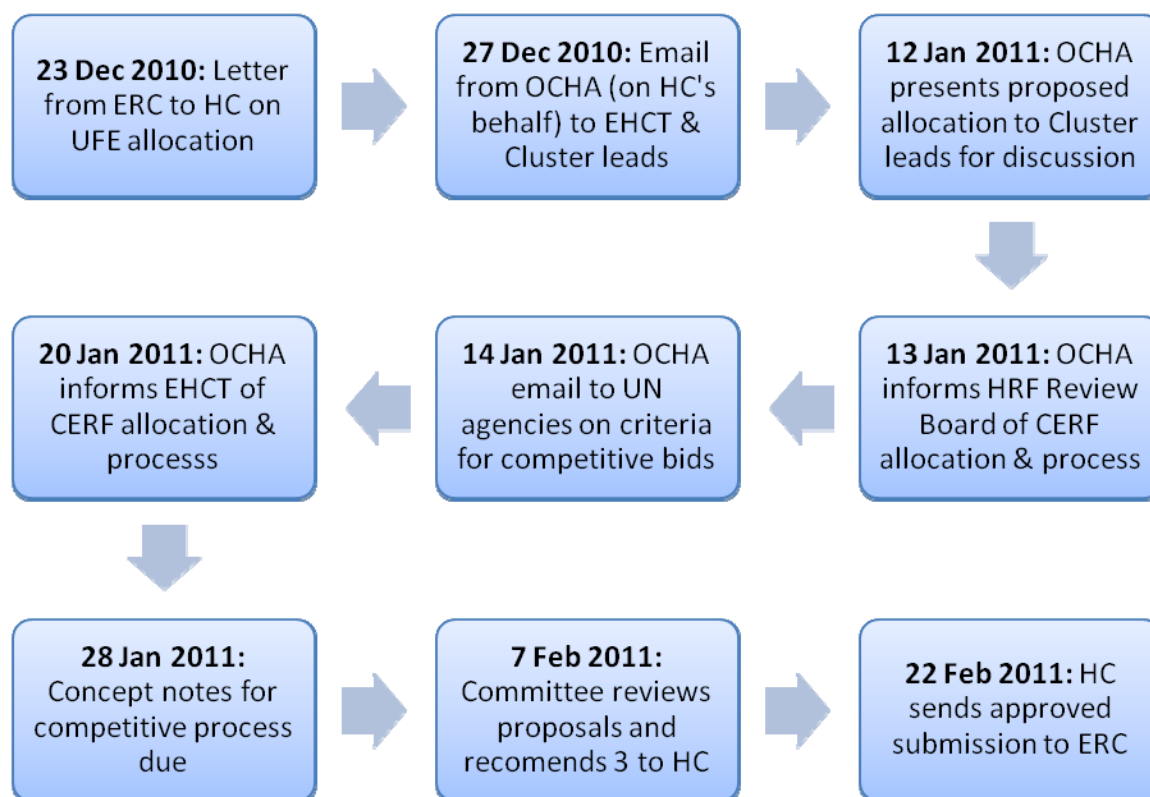 23 Dec 2010: Letter
from ERC to HC on
UFE allocation
27 Dec 2010: Email
from OCHA (on HC's
behalf) to EHCT &
Cluster leads
12 Jan 2011: OCHA
presents proposed
allocation to Cluster
leads for discussion
13 Jan 2011: OCHA
informs HRF Review
Board of CERF
allocation & process
14 Jan 2011: OCHA
email to UN
agencies on criteria
for competitive bids
20 Jan 2011: OCHA
informs EHCT of
CERF allocation &
processs
28 Jan 2011:
Concept notes for
competitive process
due
7 Feb 2011:
Committee reviews
proposals and
recomends 3 to HC
22 Feb 2011: HC
sends approved
submission to ERC